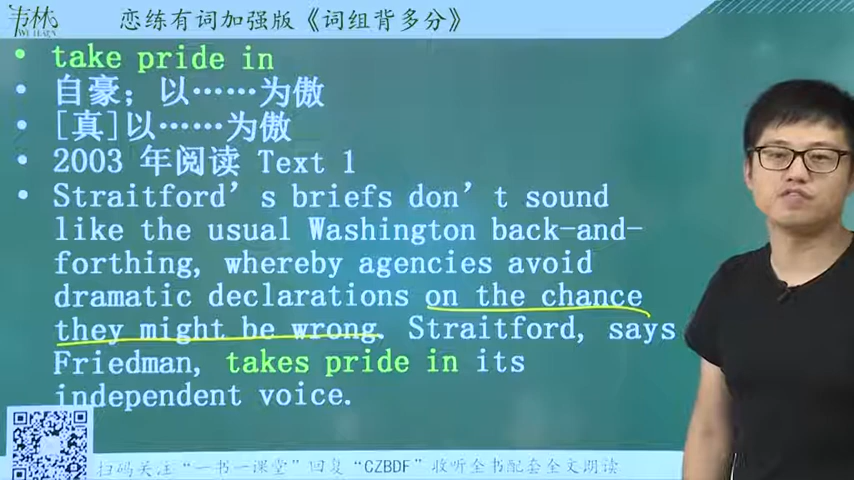 韦林
WE LEARN
恋练有词加强版《词组背多分》
• take pride in
• 自豪；以……为傲
• [真]以……为傲
• 2003 年阅读 Text 1
• Straitford’s briefs don’t sound
like the usual Washington back-and-
forthing, whereby agencies avoid
dramatic declarations on the chance
they might be wrong. Straitford, says
Friedman, takes pride in its
independent voice.
扫码关注“一书一课堂”回复“CZBDF”收听全书配套全文朗读